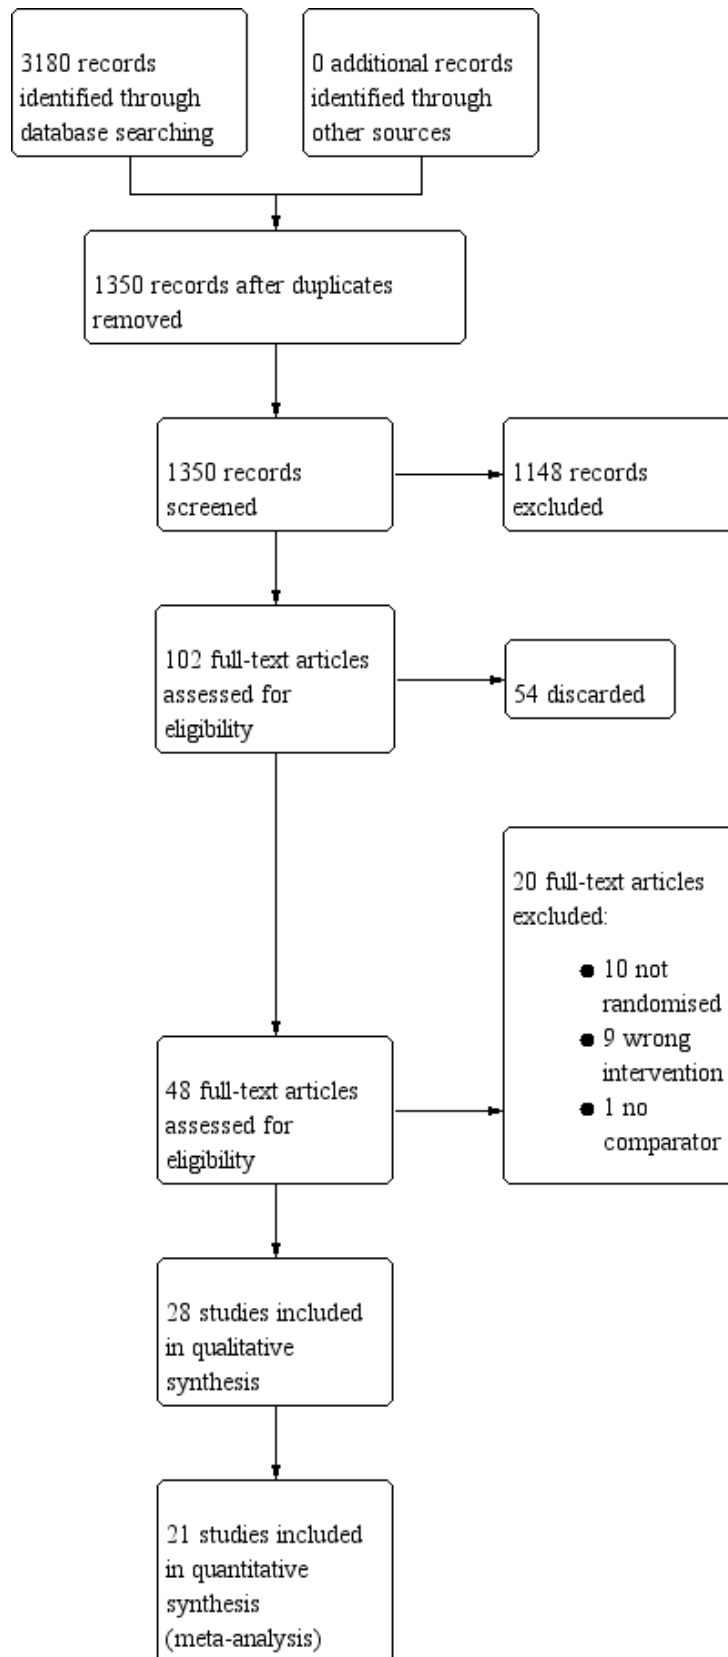 3180 records
identified through
database searching
0 additional records
identified through
other sources
1350 records after duplicates
removed
1350 records
screened
1148 records
excluded
102 full-text articles
assessed for
eligibility
54 discarded
20 full-text articles
excluded:
● 10 not
randomised
● 9 wrong
intervention
● 1 no
comparator
48 full-text articles
assessed for
eligibility
28 studies included
in qualitative
synthesis
21 studies included
in quantitative
synthesis
(meta-analysis)